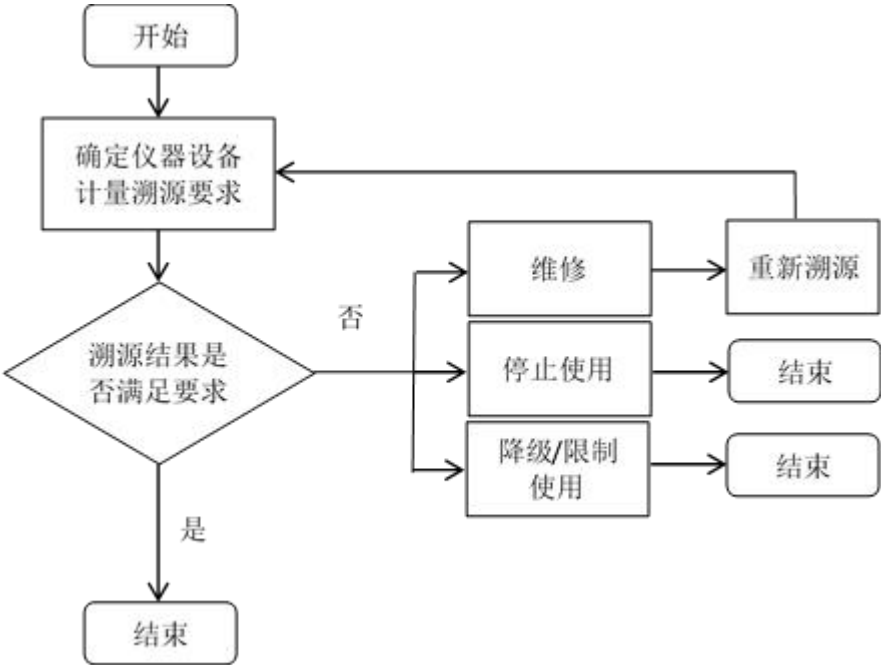 开始
确定仪器设备
计量溯源要求
维修
重新溯源
否
溯源结果是
否满足要求
停止使用
结束
降级/限制
使用
结束
是
结束